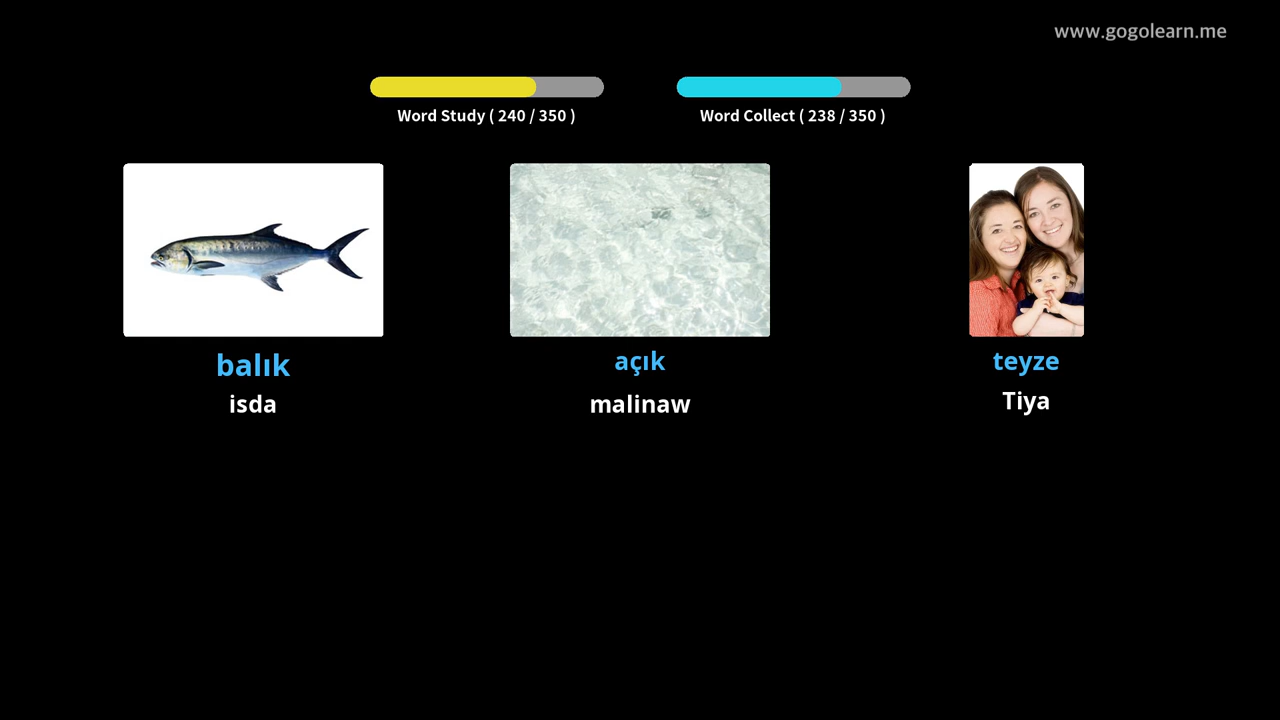 www.gogolearn.me
Word Study ( 240 / 350 )
Word Collect ( 238 / 350 )
balık
açık
teyze
isda
malinaw
Tiya